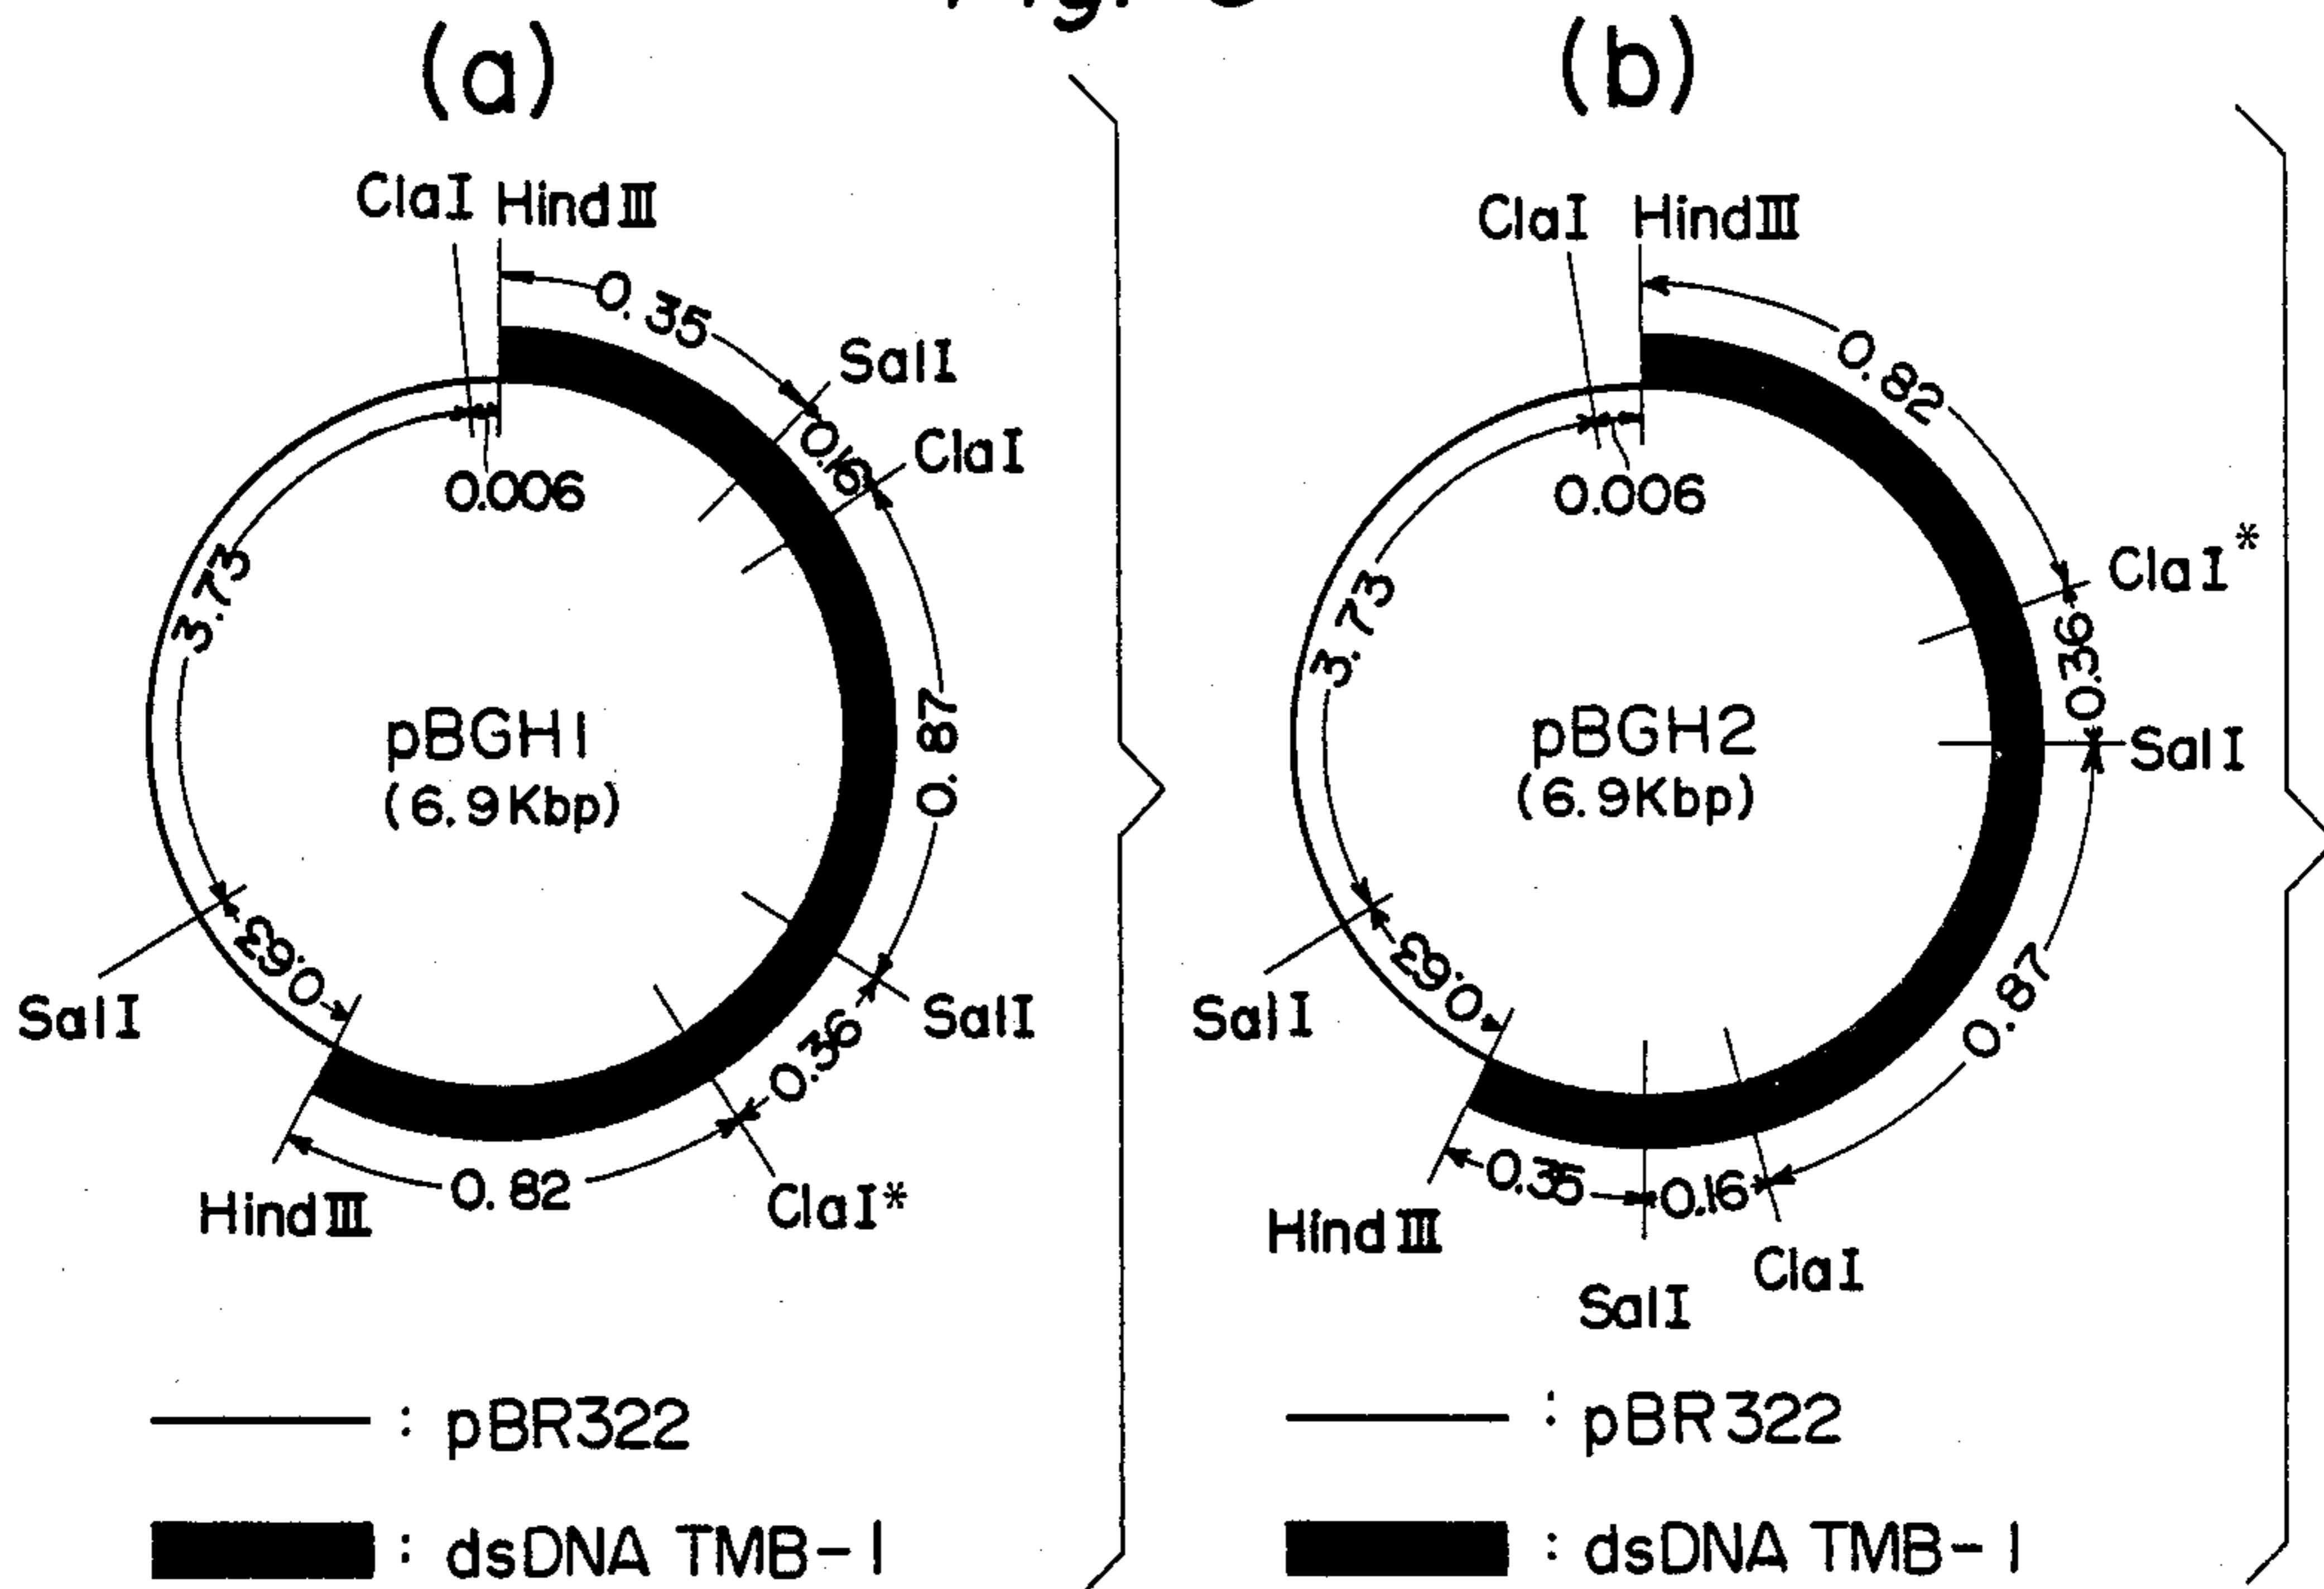 (a)
ClaI HindIII
0.35
SalI
0.16
ClaI
0.006
3.73
0.87
pBGH1
(6.9Kbp)
SalI
0.62
SalI
0.36
HindIII
0.82
ClaI*
: pBR322
: dsDNA TMB-1
(b)
ClaI HindIII
0.82
0.006
ClaI*
3.73
0.36
pBGH2
(6.9Kbp)
SalI
SalI
0.62
0.87
HindIII
0.35
0.16
SalI
ClaI
: pBR322
: dsDNA TMB-1